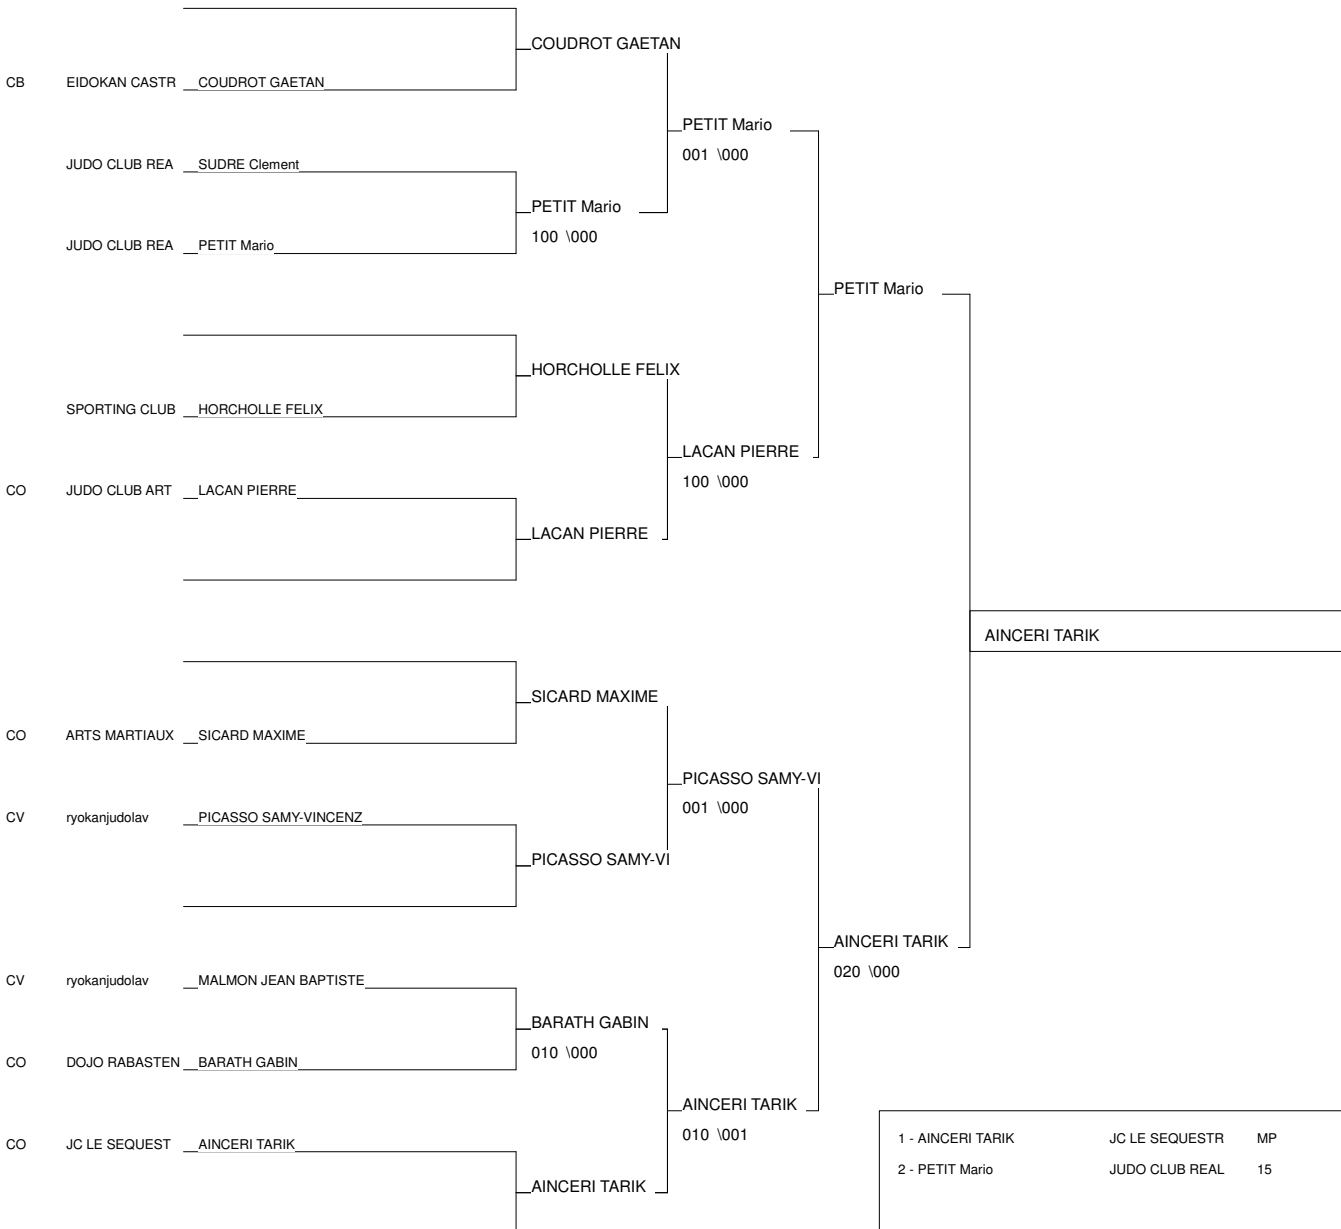 COUDROT GAETAN
CB EIDOKAN CASTR COUDROT GAETAN
PETIT Mario
001 \000
JUDO CLUB REA SUDRE Clement
PETIT Mario
100 \000
JUDO CLUB REA PETIT Mario
PETIT Mario
HORCHOLLE FELIX
SPORTING CLUB HORCHOLLE FELIX
LACAN PIERRE
100 \000
CO JUDO CLUB ART LACAN PIERRE
LACAN PIERRE
AINCERI TARIK
SICARD MAXIME
CO ARTS MARTIAUX SICARD MAXIME
PICASSO SAMY-VI
001 \000
CV ryokanjudolav PICASSO SAMY-VINCENZ
PICASSO SAMY-VI
AINCERI TARIK
020 \000
CV ryokanjudolav MALMON JEAN BAPTISTE
BARATH GABIN
010 \000
CO DOJO RABASTEN BARATH GABIN
AINCERI TARIK
010 \001
CO JC LE SEQUEST AINCERI TARIK
AINCERI TARIK
1 - AINCERI TARIK JC LE SEQUESTR MP
2 - PETIT Mario JUDO CLUB REAL 15